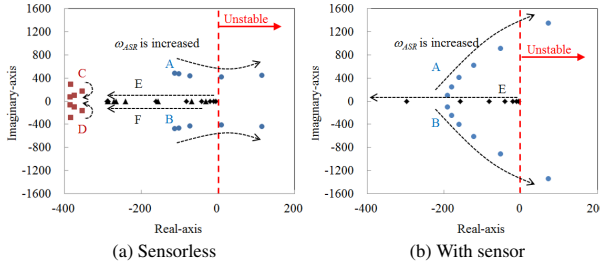 Unstable
1600
1200
800
400
0
-400
-800
-1200
-1600
Imaginary-axis
ω_ASR is increased
A
C
E
D
F
B
-400
-200
0
200
Real-axis
(a) Sensorless
1600
1200
800
400
0
-400
-800
-1200
-1600
Imaginary-axis
ω_ASR is increased
Unstable
A
E
B
-400
-200
0
200
Real-axis
(b) With sensor